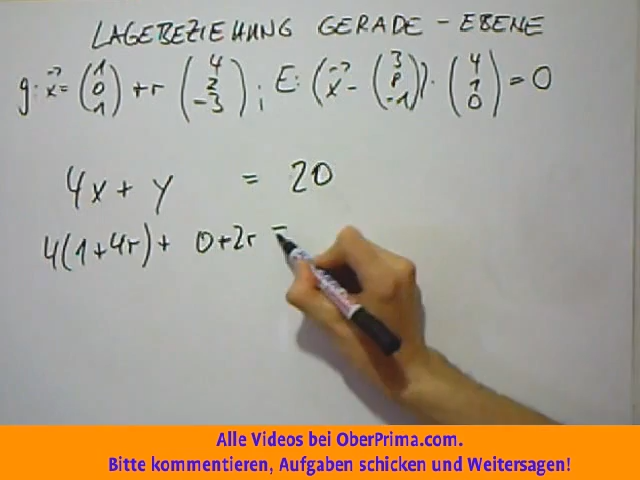 LAGEBEZIEHUNG GERADE - EBENE
g: x⃗ = (1 0 1) + r (4 2 -3) ; E: (x⃗ - (3 8 -1)) · (4 1 0) = 0
4x + y = 20
4(1+4r) + 0+2r =
Alle Videos bei OberPrima.com.
Bitte kommentieren, Aufgaben schicken und Weitersagen!